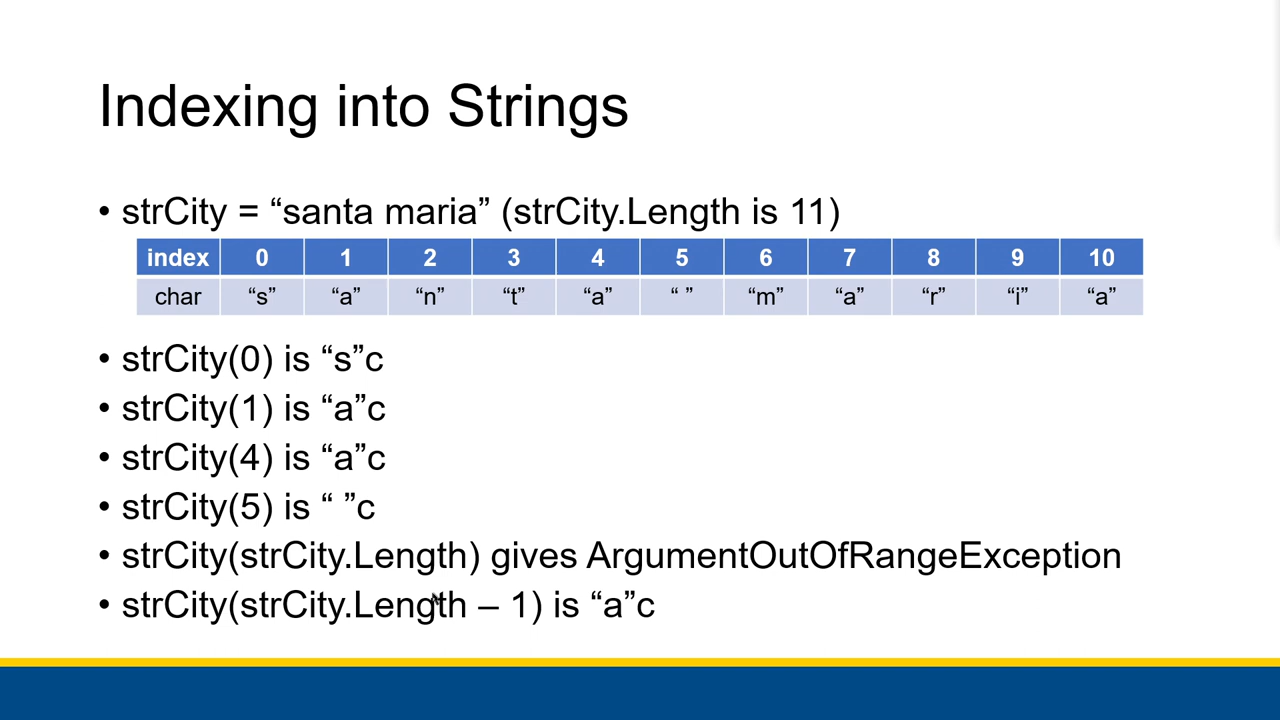 Indexing into Strings
• strCity = “santa maria” (strCity.Length is 11)
index 0 1 2 3 4 5 6 7 8 9 10
char “s” “a” “n” “t” “a” “ ” “m” “a” “r” “i” “a”
• strCity(0) is “s”c
• strCity(1) is “a”c
• strCity(4) is “a”c
• strCity(5) is “ ”c
• strCity(strCity.Length) gives ArgumentOutOfRangeException
• strCity(strCity.Length – 1) is “a”c